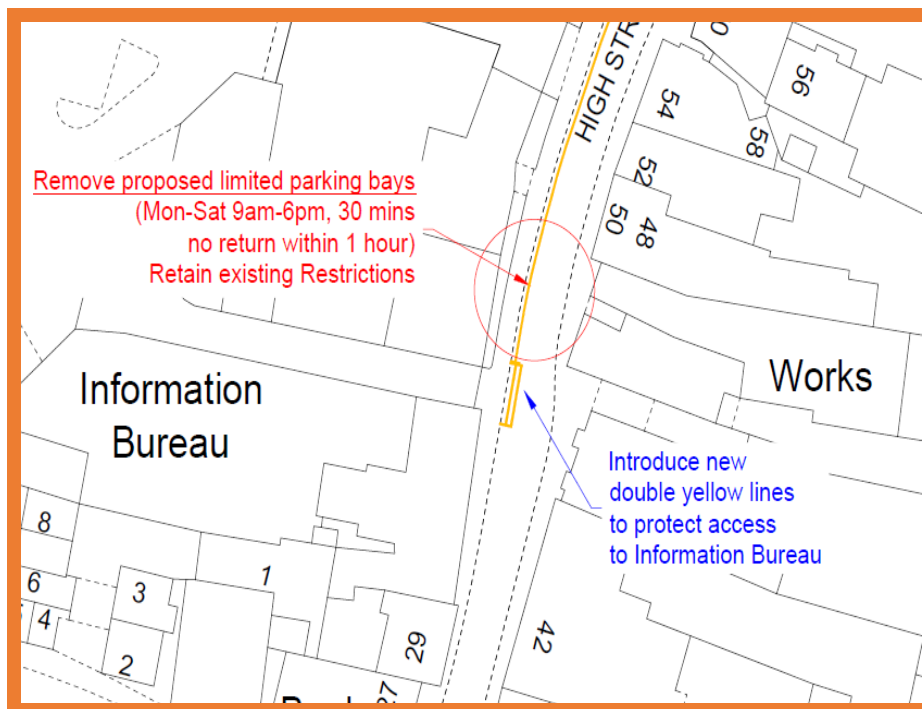 HIGH STR
56
54
58
52
50
48
Remove proposed limited parking bays
(Mon-Sat 9am-6pm, 30 mins
no return within 1 hour)
Retain existing Restrictions
Information
Bureau
Works
Introduce new
double yellow lines
to protect access
to Information Bureau
8
6
4
3
2
1
29
42